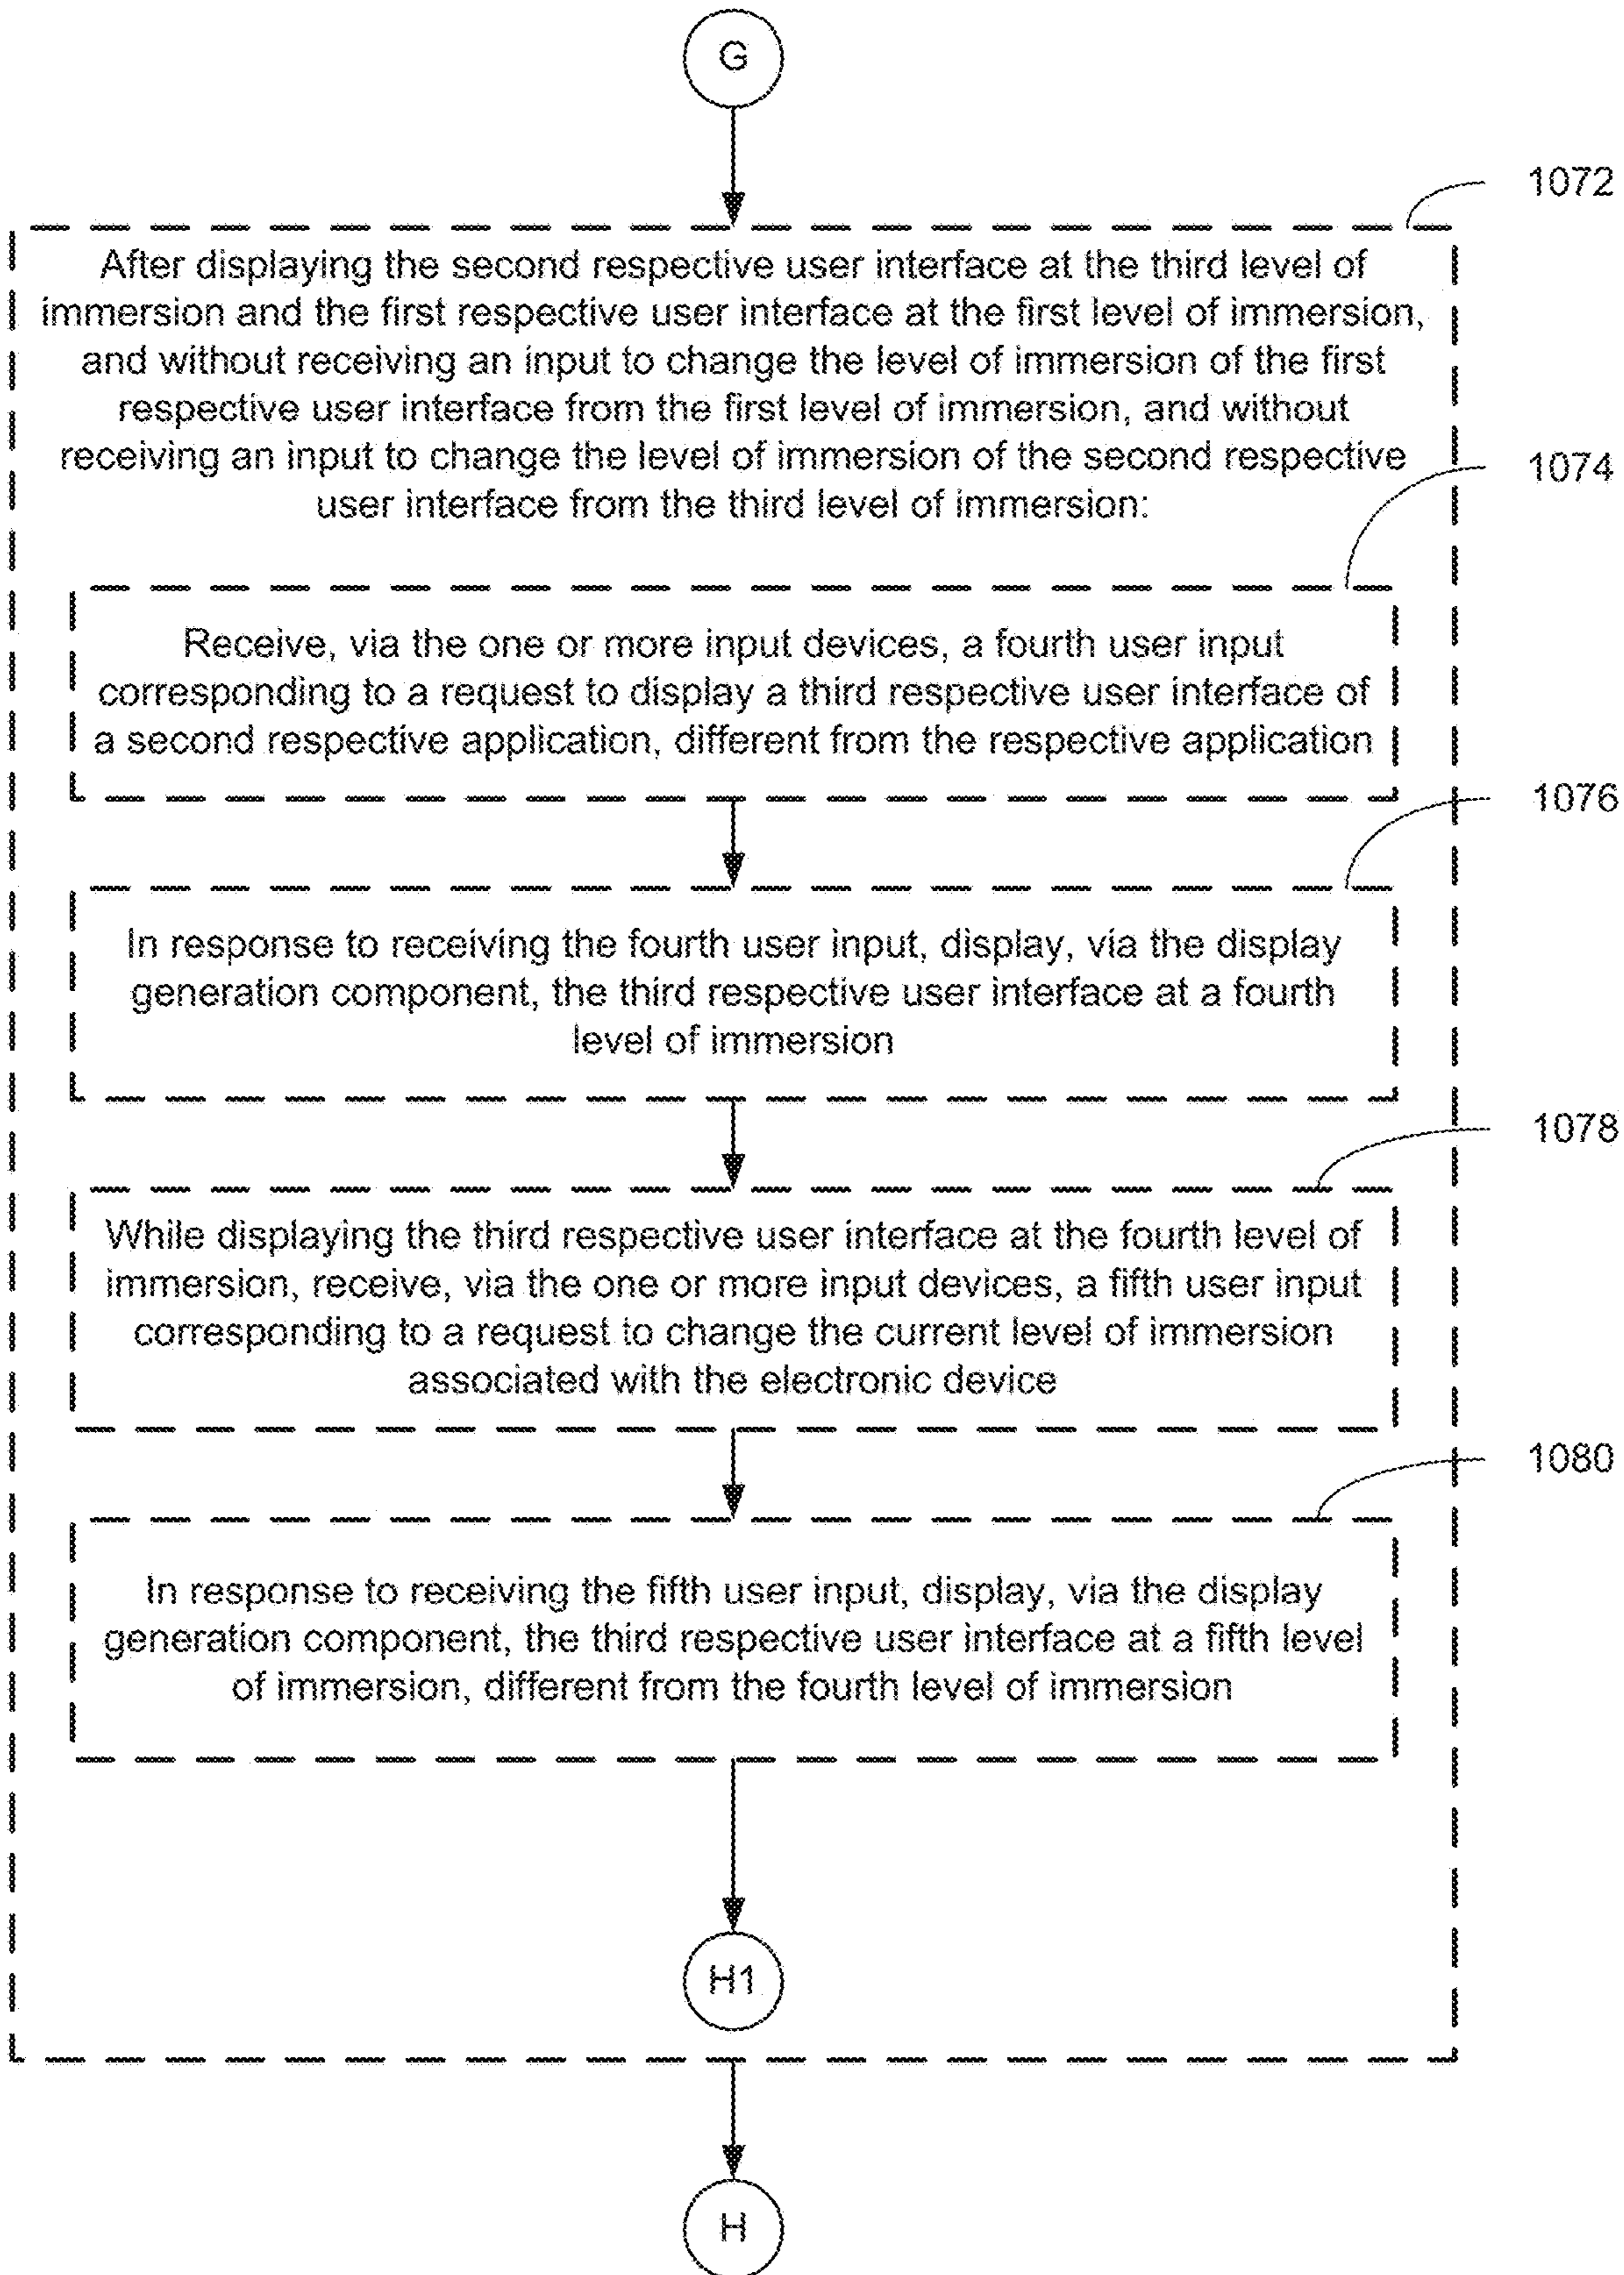 G
1072
After displaying the second respective user interface at the third level of
immersion and the first respective user interface at the first level of immersion,
and without receiving an input to change the level of immersion of the first
respective user interface from the first level of immersion, and without
receiving an input to change the level of immersion of the second respective
user interface from the third level of immersion:
1074
Receive, via the one or more input devices, a fourth user input
corresponding to a request to display a third respective user interface of
a second respective application, different from the respective application
1076
In response to receiving the fourth user input, display, via the display
generation component, the third respective user interface at a fourth
level of immersion
1078
While displaying the third respective user interface at the fourth level of
immersion, receive, via the one or more input devices, a fifth user input
corresponding to a request to change the current level of immersion
associated with the electronic device
1080
In response to receiving the fifth user input, display, via the display
generation component, the third respective user interface at a fifth level
of immersion, different from the fourth level of immersion
H1
H